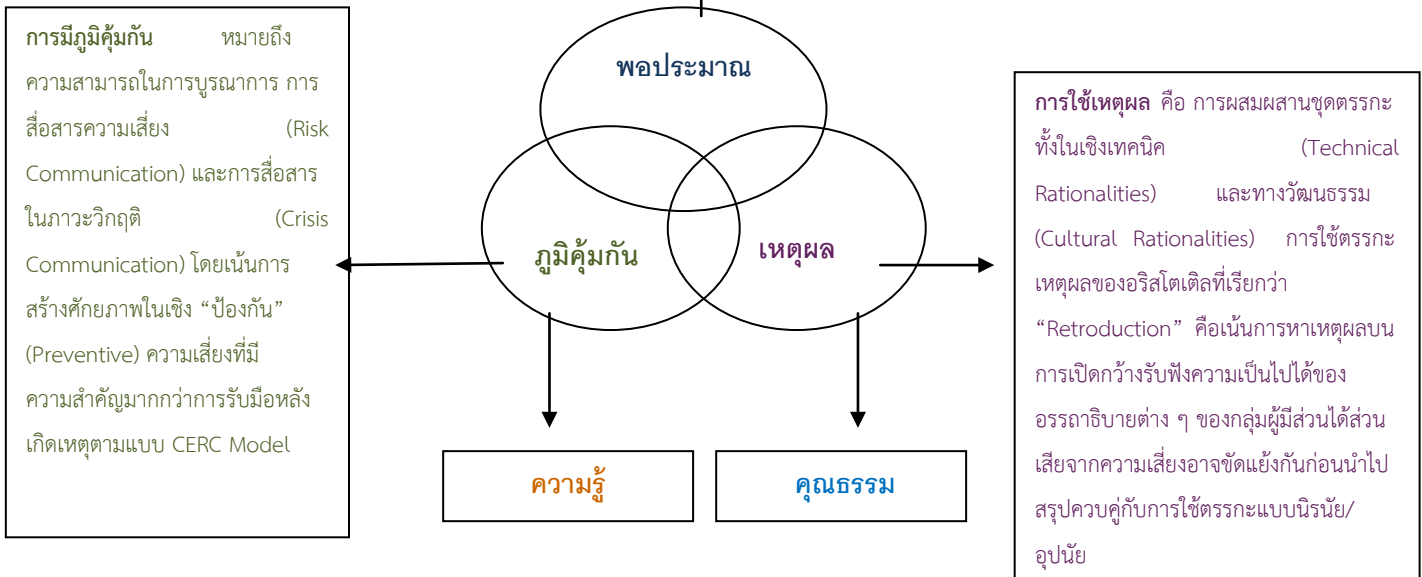 การมีภูมิคุ้มกัน หมายถึง
ความสามารถในการบูรณาการ การ
สื่อสารความเสี่ยง (Risk
Communication) และการสื่อสาร
ในภาวะวิกฤติ (Crisis
Communication) โดยเน้นการ
สร้างศักยภาพในเชิง “ป้องกัน”
(Preventive) ความเสี่ยงที่มี
ความสำคัญมากกว่าการรับมือหลัง
เกิดเหตุตามแบบ CERC Model
พอประมาณ
ภูมิคุ้มกัน
เหตุผล
ความรู้
คุณธรรม
การใช้เหตุผล คือ การผสมผสานชุดตรรกะ
ทั้งในเชิงเทคนิค (Technical
Rationalities) และทางวัฒนธรรม
(Cultural Rationalities) การใช้ตรรกะ
เหตุผลของอริสโตเติลที่เรียกว่า
“Retroduction” คือเน้นการหาเหตุผลบน
การเปิดกว้างรับฟังความเป็นไปได้ของ
อรรถาธิบายต่าง ๆ ของกลุ่มผู้มีส่วนได้ส่วน
เสียจากความเสี่ยงอาจขัดแย้งกันก่อนนำไป
สรุปควบคู่กับการใช้ตรรกะแบบนิรนัย/
อุปนัย